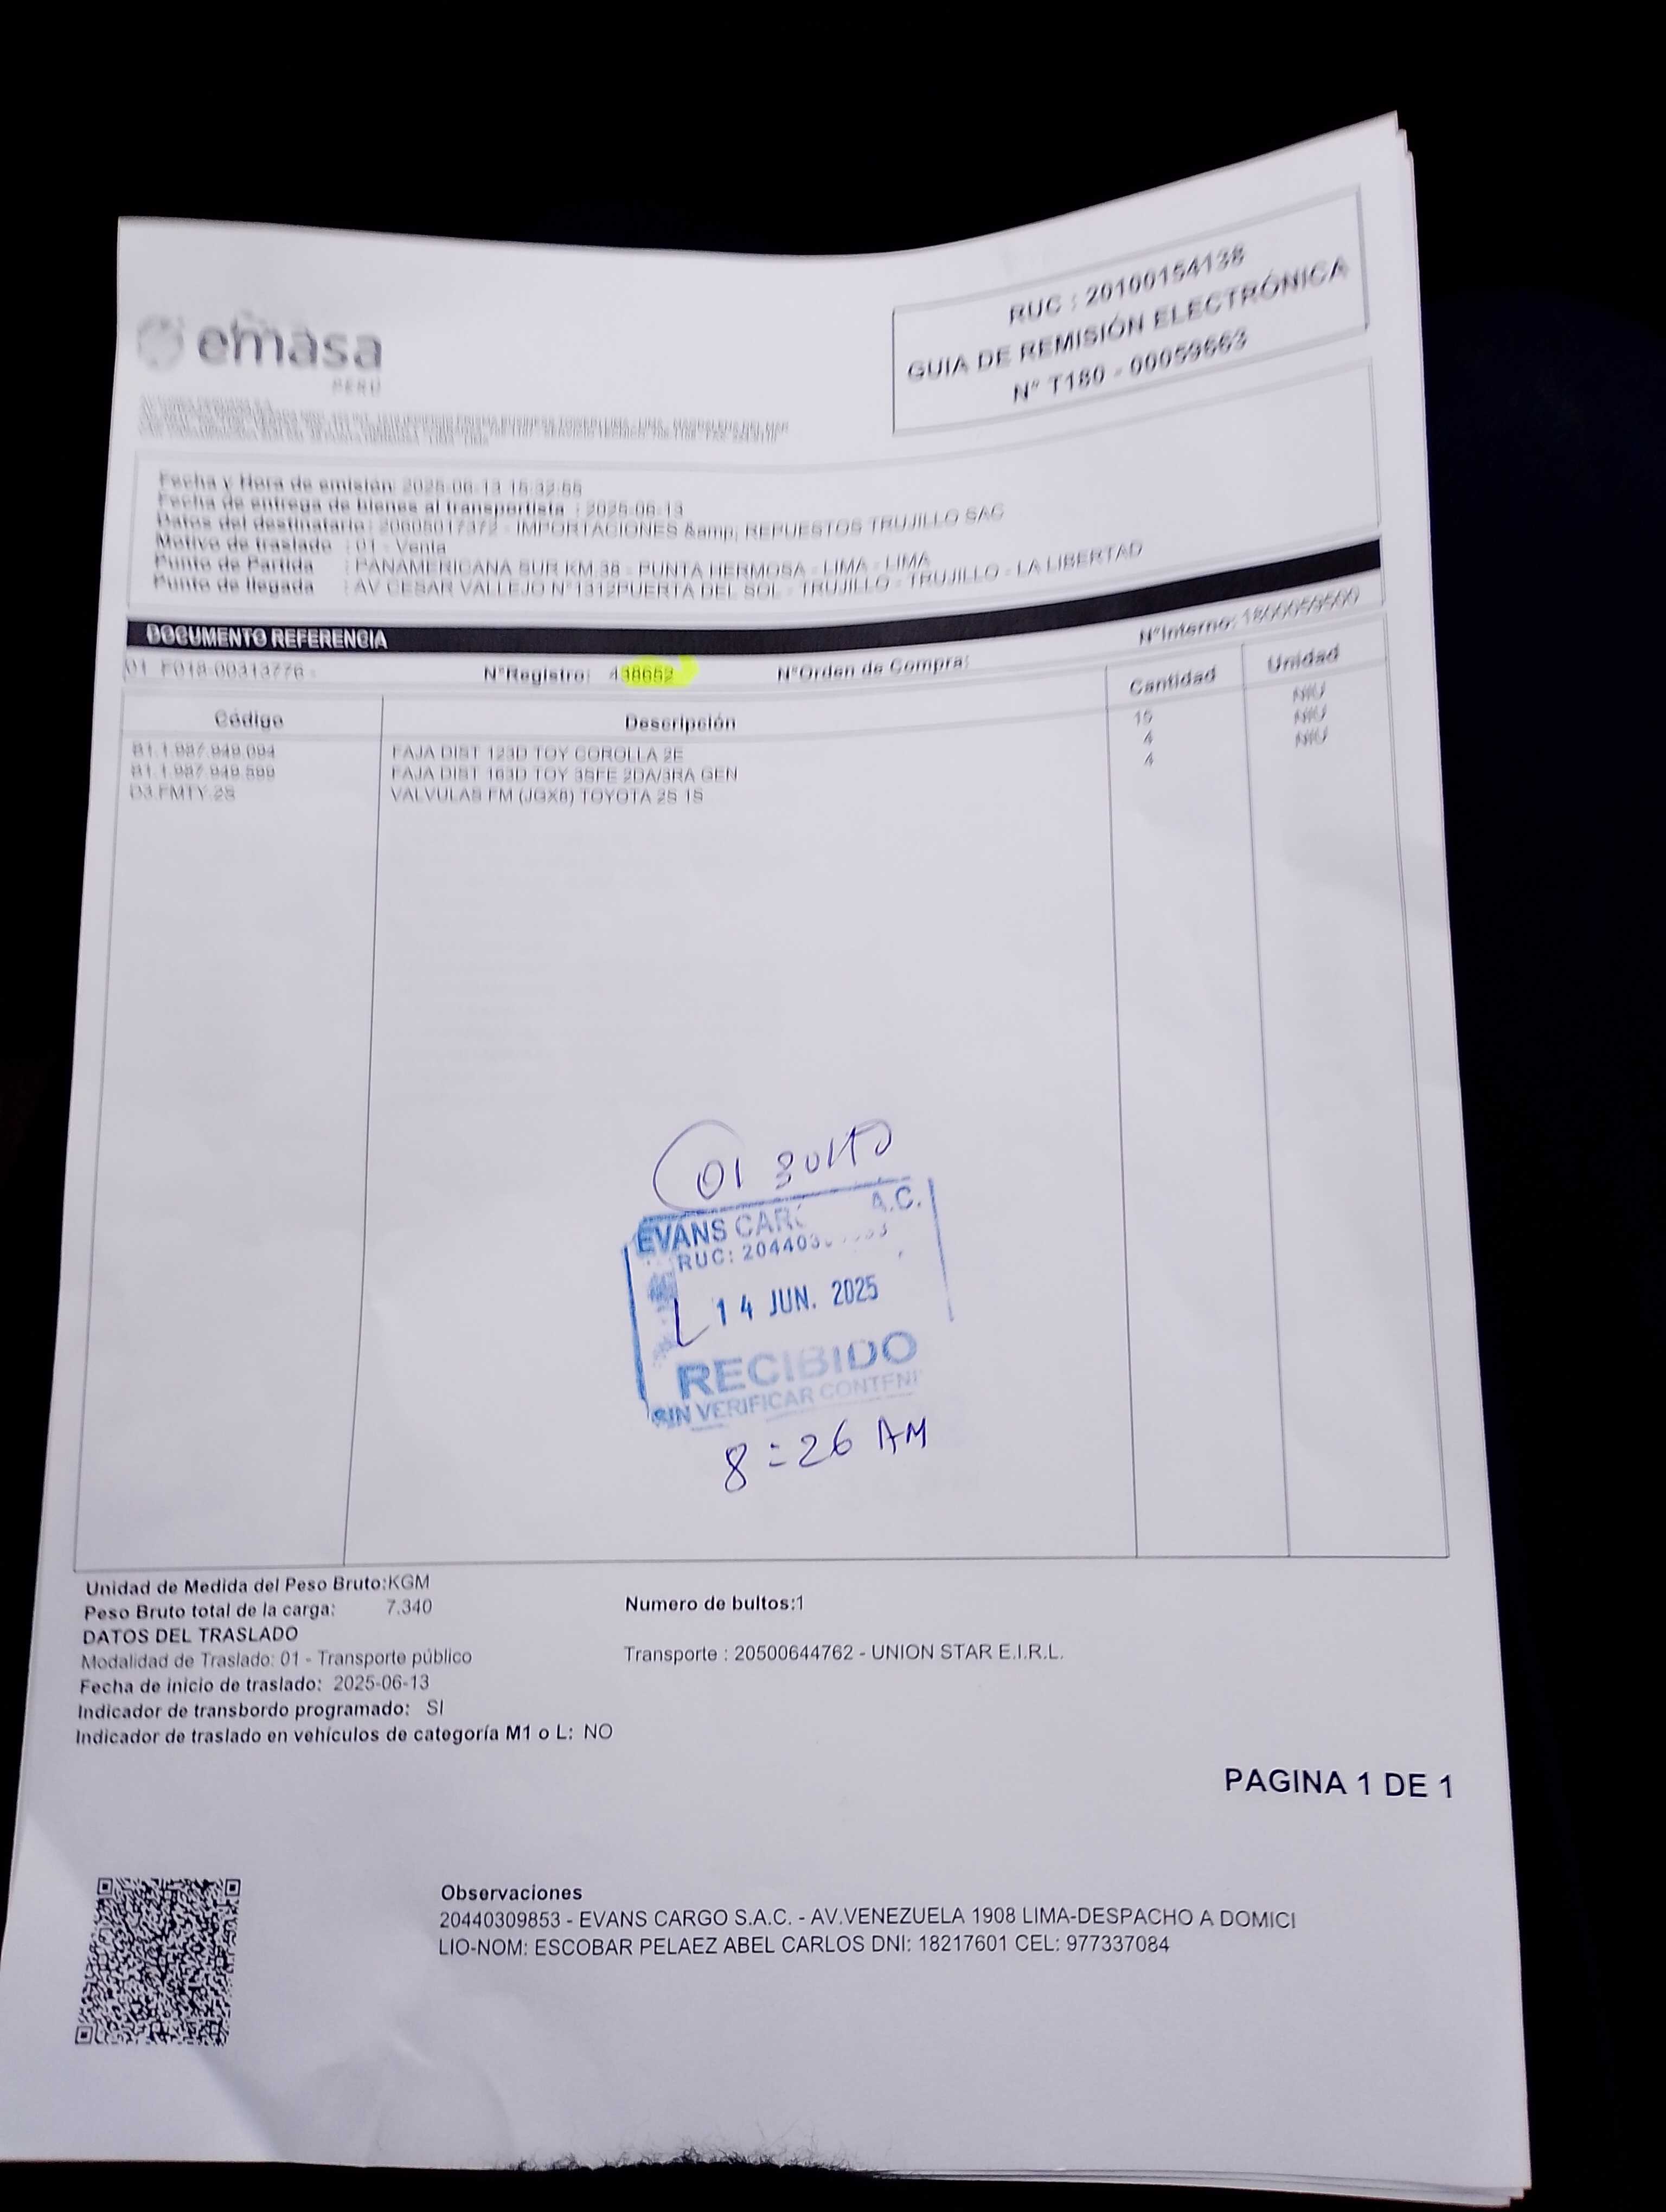 emasa
PERÚ
RUC : 20100154138
GUIA DE REMISIÓN ELECTRÓNICA
N° T180 - 00059663
Fecha y Hora de emisión: 2025-06-13
Fecha de entrega de bienes al transportista : 2025-06-13
Datos del destinatario: 20605017372 - IMPORTACIONES &amp; REPUESTOS TRUJILLO SAC
Motivo de traslado : 01 - Venta
Punto de Partida : PANAMERICANA SUR KM.38 - PUNTA HERMOSA - LIMA - LIMA
Punto de llegada : AV CESAR VALLEJO N°1312PUERTA DEL SOL - TRUJILLO - TRUJILLO - LA LIBERTAD
DOCUMENTO REFERENCIA
N°Interno:
01 F018-00313776 -
N°Registro: 438652
N°Orden de Compra:
Código Descripción Cantidad Unidad
B1.1.987.949.094 FAJA DIST 123D TOY COROLLA 2E 15 NIU
B1.1.987.949.599 FAJA DIST 163D TOY 3SFE 2DA/3RA GEN 4 NIU
D3.FMTY-2S VALVULAS FM (JGX8) TOYOTA 2S 1S 4 NIU
01 BULTO
EVANS A.C.
RUC:
14 JUN. 2025
RECIBIDO
SIN VERIFICAR
8=26 AM
Unidad de Medida del Peso Bruto:KGM
Peso Bruto total de la carga: 7.340
Numero de bultos:1
DATOS DEL TRASLADO
Modalidad de Traslado: 01 - Transporte público
Transporte : 20500644762 - UNION STAR E.I.R.L.
Fecha de inicio de traslado: 2025-06-13
Indicador de transbordo programado: SI
Indicador de traslado en vehículos de categoría M1 o L: NO
PAGINA 1 DE 1
Observaciones
20440309853 - EVANS CARGO S.A.C. - AV.VENEZUELA 1908 LIMA-DESPACHO A DOMICI
LIO-NOM: ESCOBAR PELAEZ ABEL CARLOS DNI: 18217601 CEL: 977337084